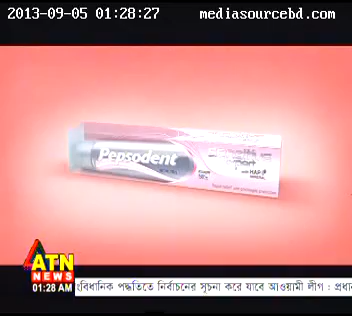 2013-09-05 01:28:27 mediasourcebd.com
Pepsodent
ATN
NEWS
01:28 AM
ংবিধানিক পদ্ধতিতে নির্বাচনের সূচনা করে যাবে আওয়ামী লীগ : প্রধা